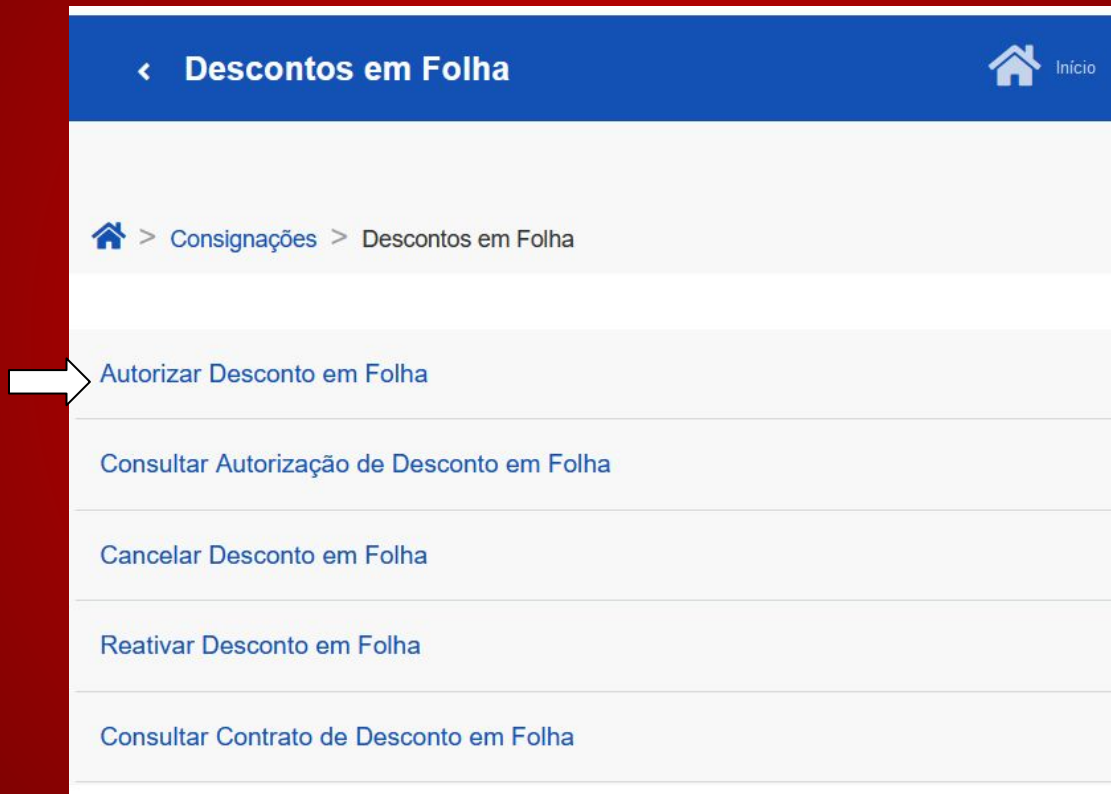 ‹ Descontos em Folha Início
> Consignações > Descontos em Folha
Autorizar Desconto em Folha
Consultar Autorização de Desconto em Folha
Cancelar Desconto em Folha
Reativar Desconto em Folha
Consultar Contrato de Desconto em Folha